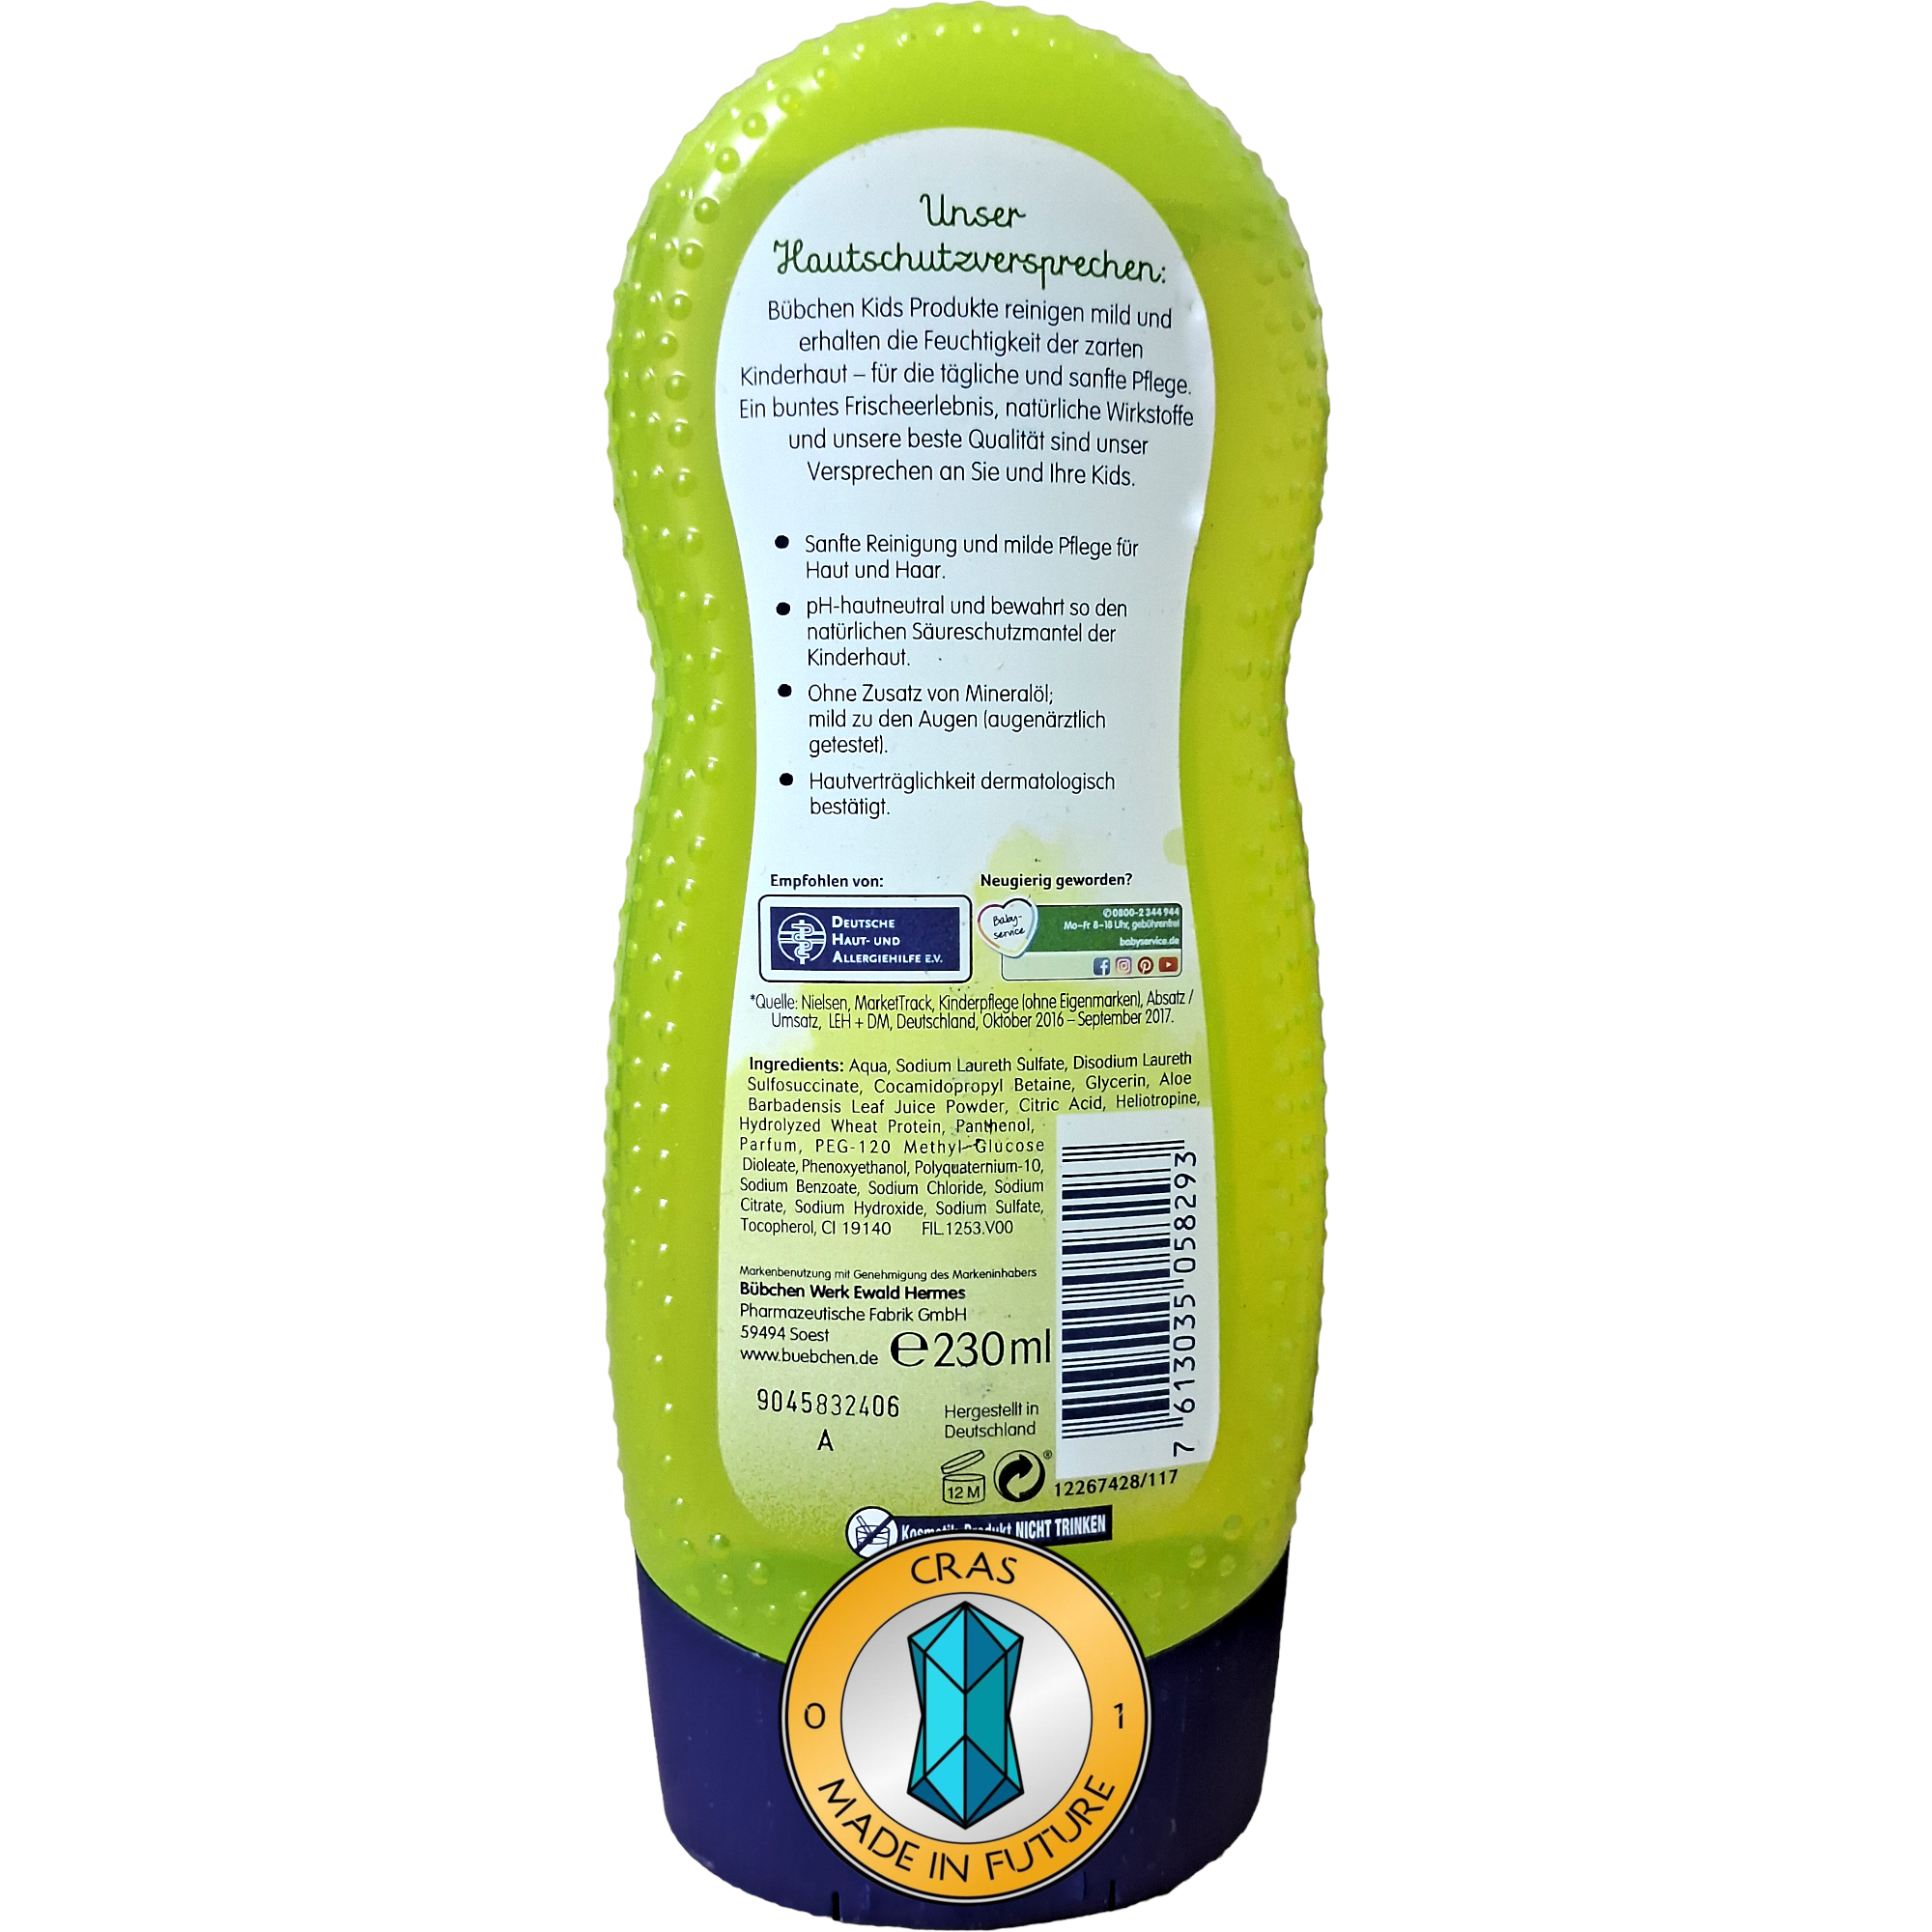 Unser
Hautschutzversprechen:
Bübchen Kids Produkte reinigen mild und
erhalten die Feuchtigkeit der zarten
Kinderhaut – für die tägliche und sanfte Pflege.
Ein buntes Frischeerlebnis, natürliche Wirkstoffe
und unsere beste Qualität sind unser
Versprechen an Sie und Ihre Kids.
● Sanfte Reinigung und milde Pflege für
Haut und Haar.
● pH-hautneutral und bewahrt so den
natürlichen Säureschutzmantel der
Kinderhaut.
● Ohne Zusatz von Mineralöl;
mild zu den Augen (augenärztlich
getestet).
● Hautverträglichkeit dermatologisch
bestätigt.
Empfohlen von:
DEUTSCHE
HAUT- UND
ALLERGIEHILFE E.V.
Neugierig geworden?
Baby-
service
✆0800-2 344 944
Mo–Fr 8–18 Uhr, gebührenfrei
babyservice.de
*Quelle: Nielsen, MarketTrack, Kinderpflege (ohne Eigenmarken), Absatz /
Umsatz, LEH + DM, Deutschland, Oktober 2016 – September 2017.
Ingredients: Aqua, Sodium Laureth Sulfate, Disodium Laureth
Sulfosuccinate, Cocamidopropyl Betaine, Glycerin, Aloe
Barbadensis Leaf Juice Powder, Citric Acid, Heliotropine,
Hydrolyzed Wheat Protein, Panthenol,
Parfum, PEG-120 Methyl Glucose
Dioleate, Phenoxyethanol, Polyquaternium-10,
Sodium Benzoate, Sodium Chloride, Sodium
Citrate, Sodium Hydroxide, Sodium Sulfate,
Tocopherol, CI 19140 FIL.1253.V00
Markenbenutzung mit Genehmigung des Markeninhabers
Bübchen Werk Ewald Hermes
Pharmazeutische Fabrik GmbH
59494 Soest
www.buebchen.de
℮230ml
7 613035 058293
9045832406
A
Hergestellt in
Deutschland
12 M
®
12267428/117
NICHT TRINKEN
CRAS
0 1
MADE IN FUTURE